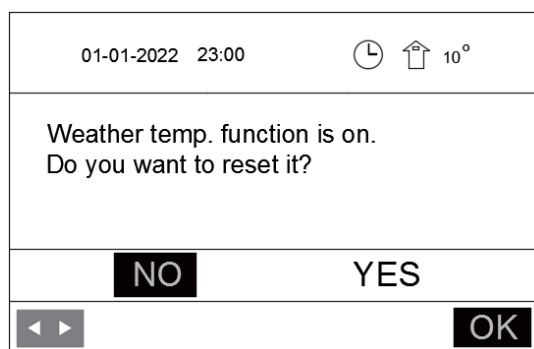 01-01-2022 23:00 10°
Weather temp. function is on.
Do you want to reset it?
NO YES
OK